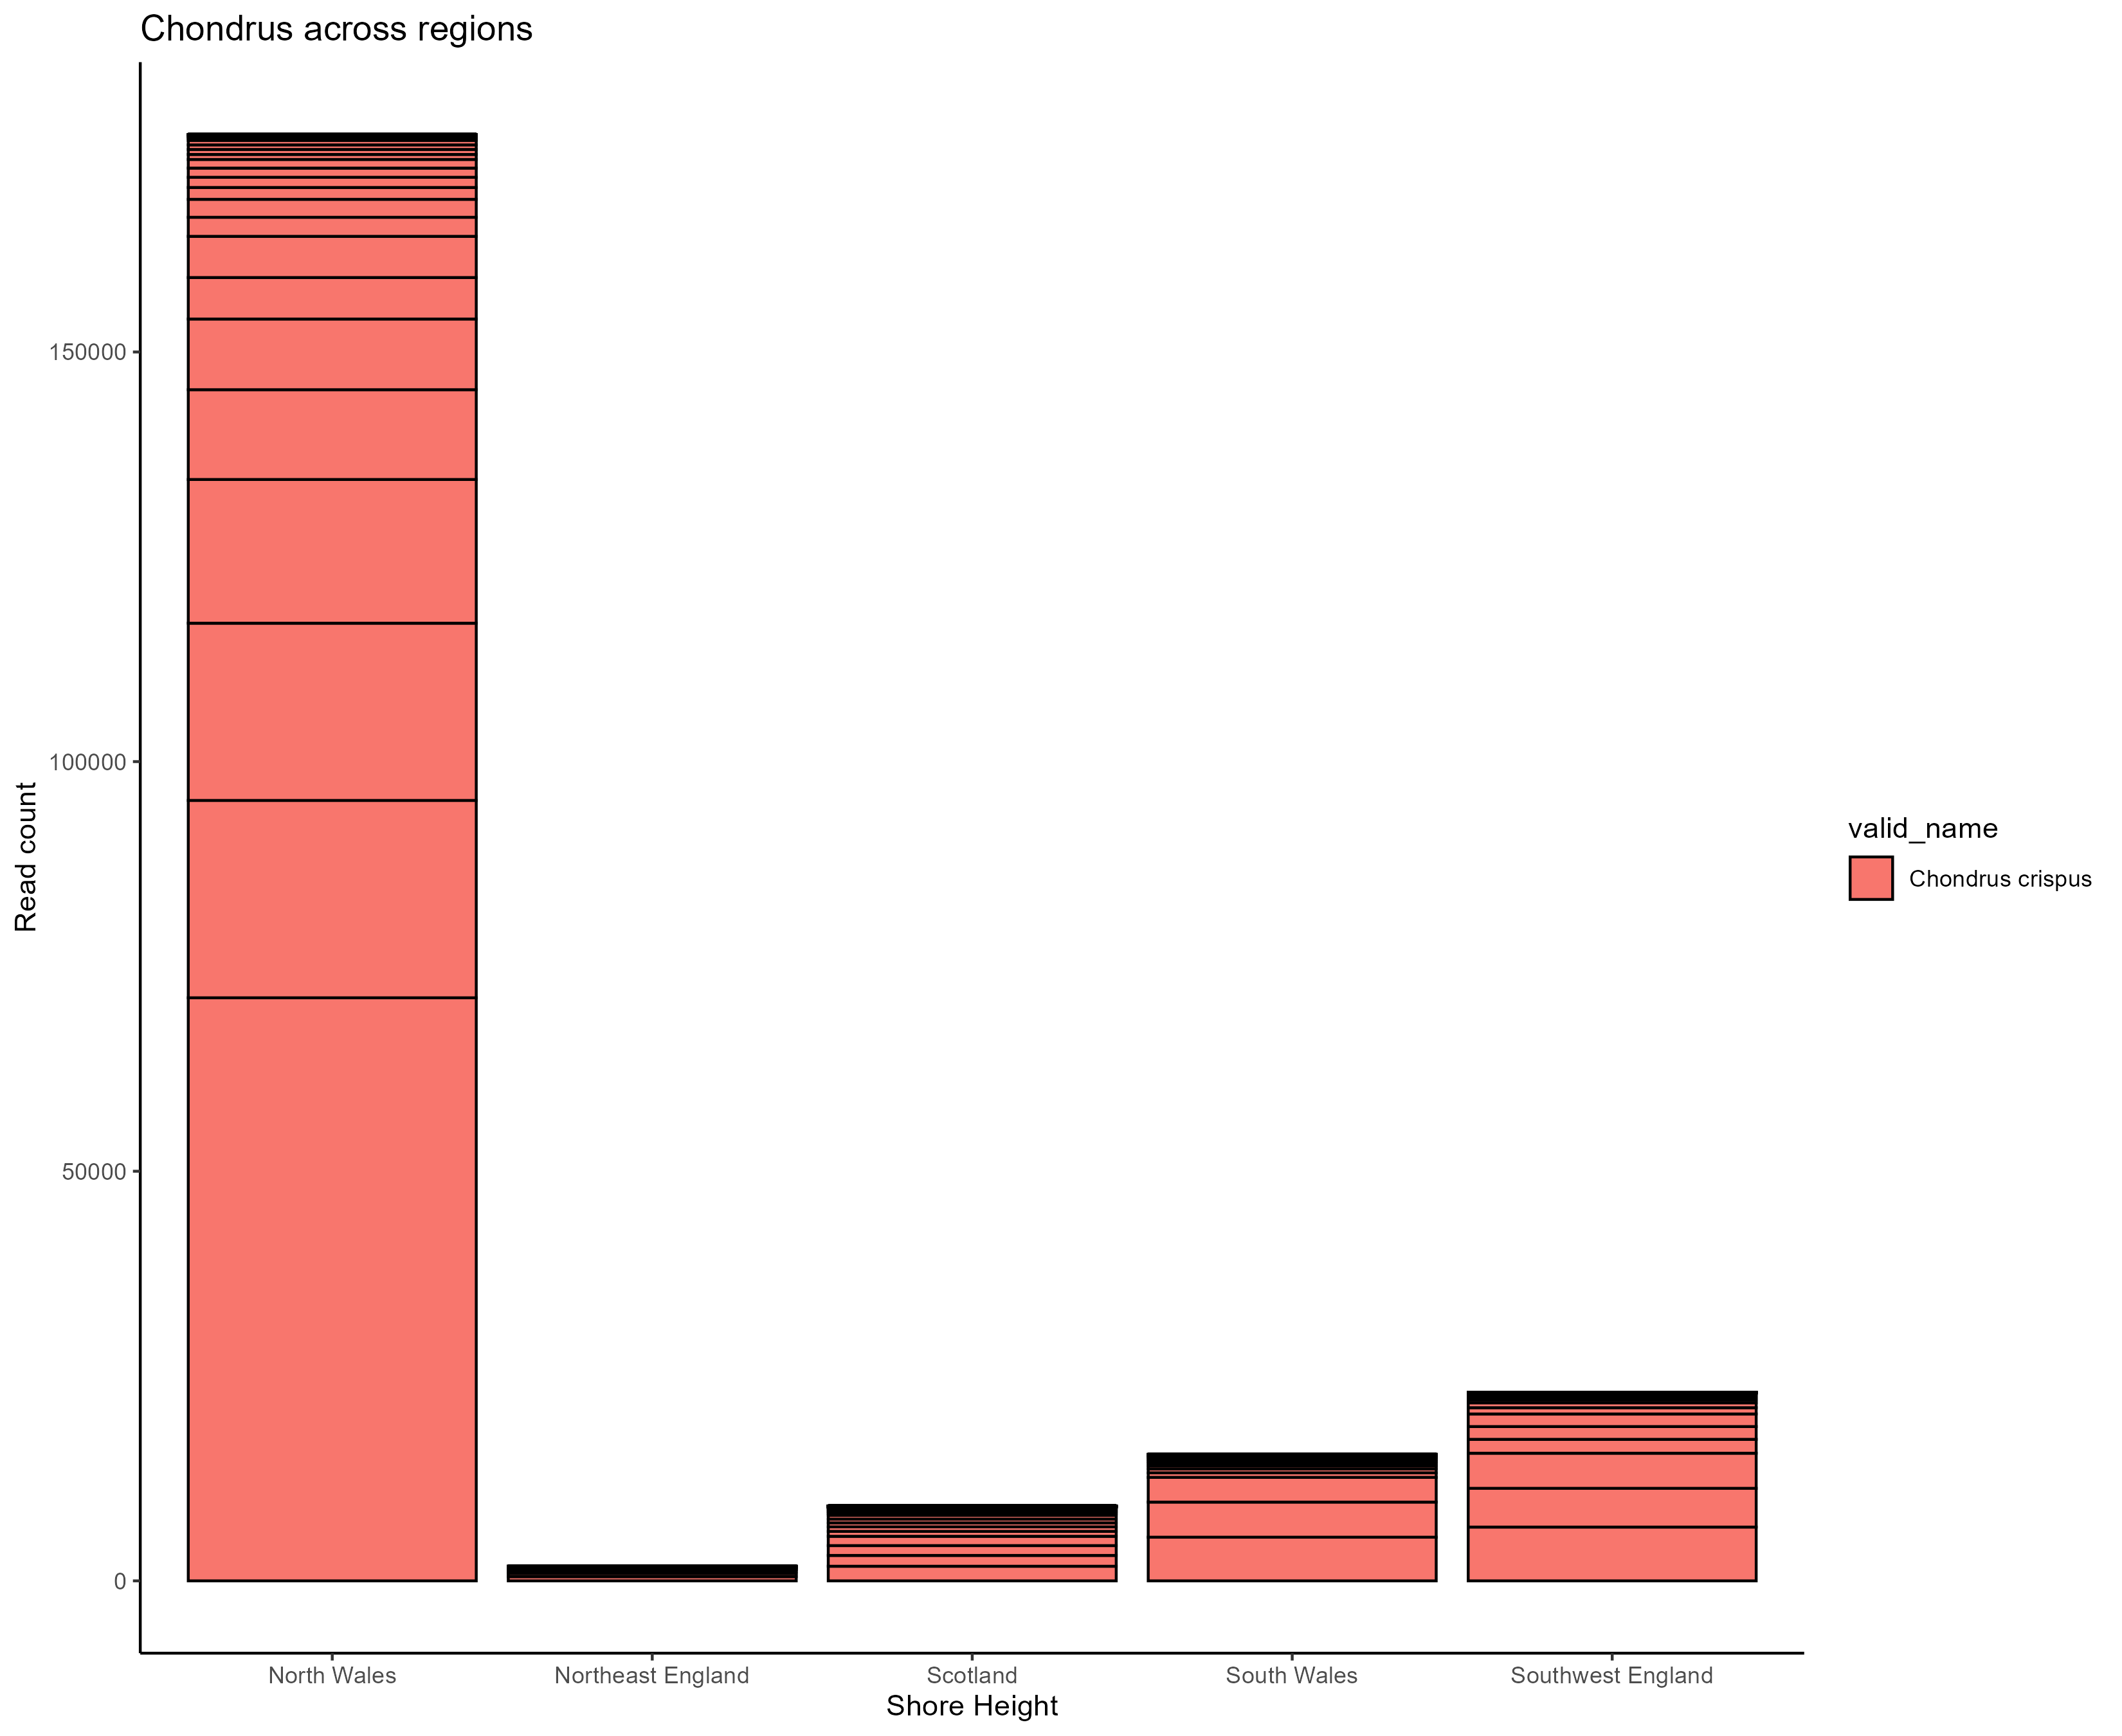 Chondrus across regions
150000
100000
50000
0
Read count
North Wales
Northeast England
Scotland
South Wales
Southwest England
Shore Height
valid_name
Chondrus crispus